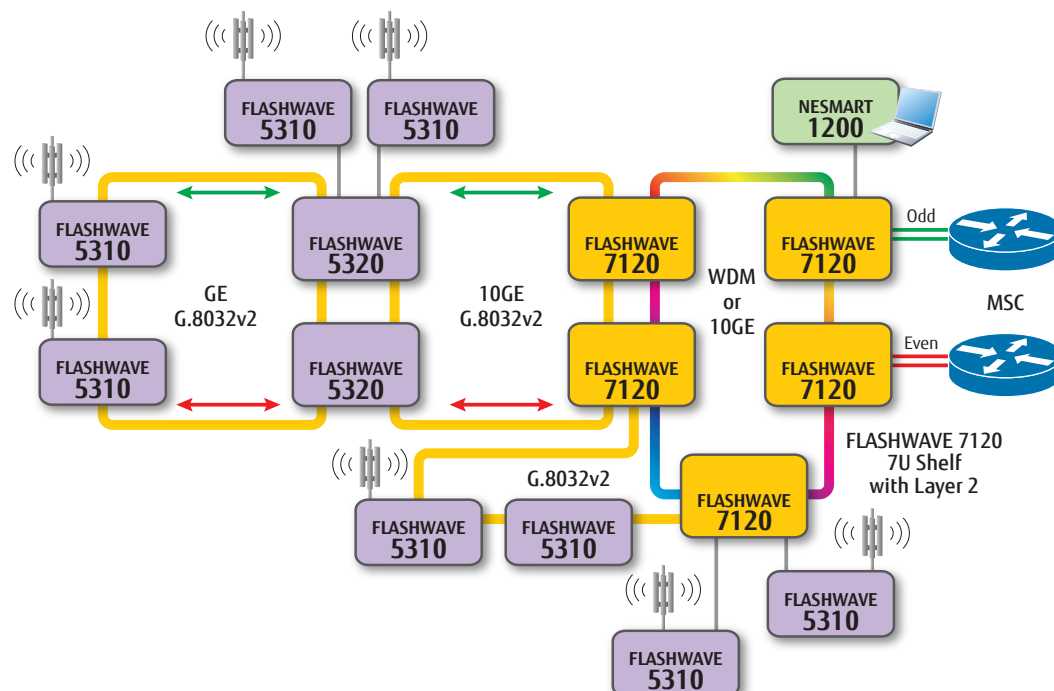 FLASHWAVE
5310
FLASHWAVE
5310
NESMART
1200
FLASHWAVE
5310
FLASHWAVE
5320
FLASHWAVE
7120
FLASHWAVE
7120
Odd
GE
G.8032v2
10GE
G.8032v2
WDM
or
10GE
MSC
FLASHWAVE
5310
FLASHWAVE
5320
FLASHWAVE
7120
FLASHWAVE
7120
Even
FLASHWAVE 7120
7U Shelf
with Layer 2
G.8032v2
FLASHWAVE
5310
FLASHWAVE
5310
FLASHWAVE
7120
FLASHWAVE
5310
FLASHWAVE
5310